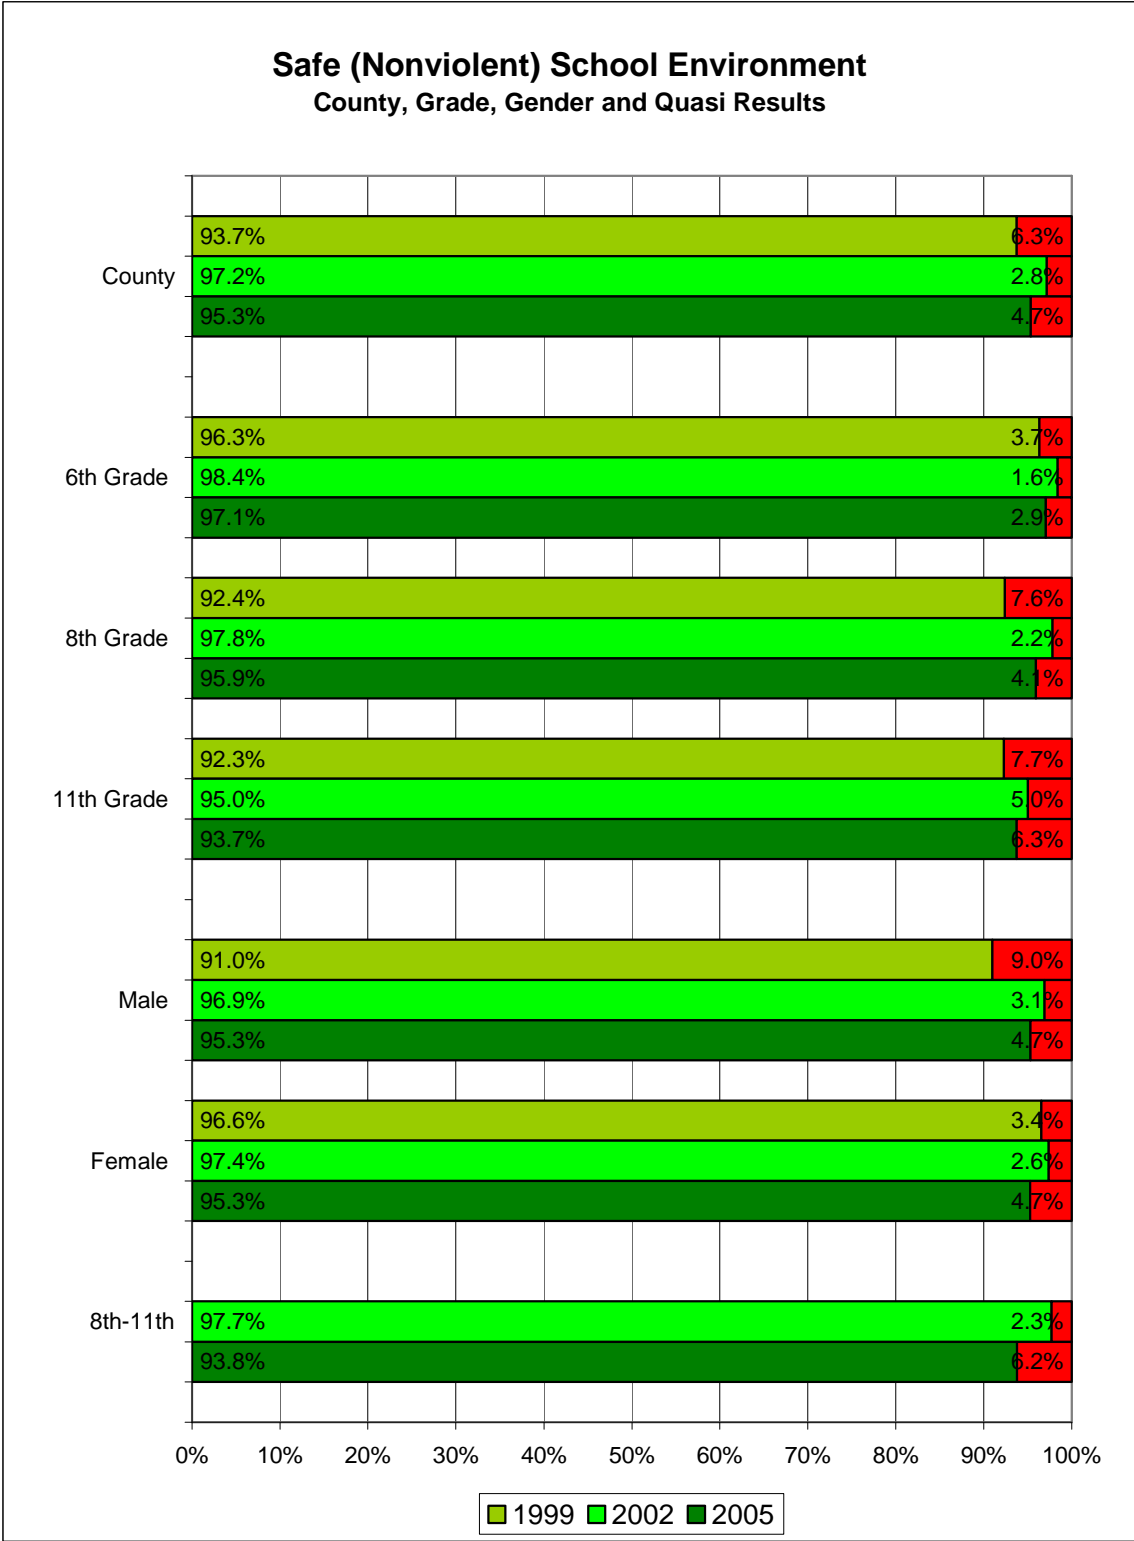 Safe (Nonviolent) School Environment
County, Grade, Gender and Quasi Results
93.7% 6.3%
County 97.2% 2.8%
95.3% 4.7%
96.3% 3.7%
6th Grade 98.4% 1.6%
97.1% 2.9%
92.4% 7.6%
8th Grade 97.8% 2.2%
95.9% 4.1%
92.3% 7.7%
11th Grade 95.0% 5.0%
93.7% 6.3%
91.0% 9.0%
Male 96.9% 3.1%
95.3% 4.7%
96.6% 3.4%
Female 97.4% 2.6%
95.3% 4.7%
8th-11th 97.7% 2.3%
93.8% 6.2%
0% 10% 20% 30% 40% 50% 60% 70% 80% 90% 100%
1999 2002 2005